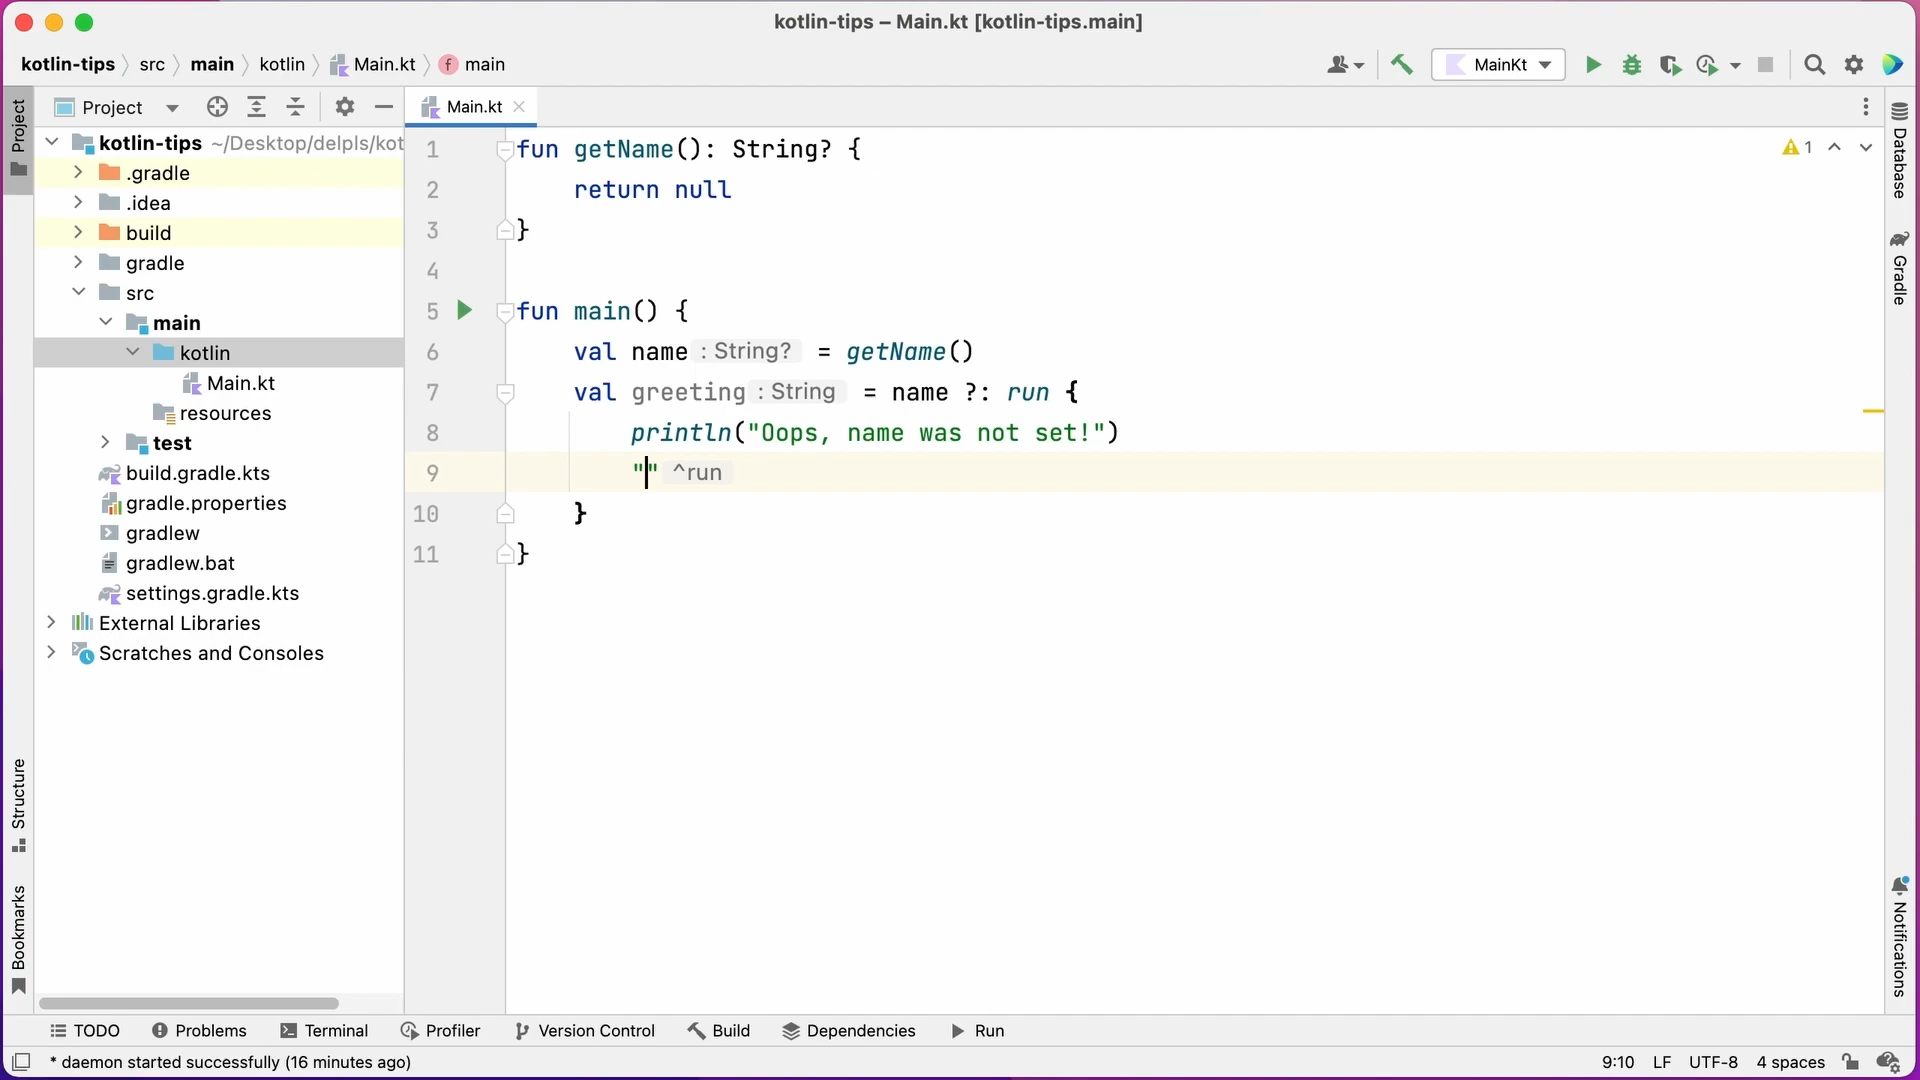 kotlin-tips – Main.kt [kotlin-tips.main]
kotlin-tips src main kotlin Main.kt f main
MainKt
Project
Project
Main.kt
kotlin-tips ~/Desktop/delpls/kot
.gradle
.idea
build
gradle
src
main
kotlin
Main.kt
resources
test
build.gradle.kts
gradle.properties
gradlew
gradlew.bat
settings.gradle.kts
External Libraries
Scratches and Consoles
Structure
Bookmarks
1 fun getName(): String? {
2 return null
3 }
4
5 fun main() {
6 val name : String? = getName()
7 val greeting : String = name ?: run {
8 println("Oops, name was not set!")
9 "" ^run
10 }
11 }
1
Database
Gradle
Notifications
TODO Problems Terminal Profiler Version Control Build Dependencies Run
* daemon started successfully (16 minutes ago)
9:10 LF UTF-8 4 spaces